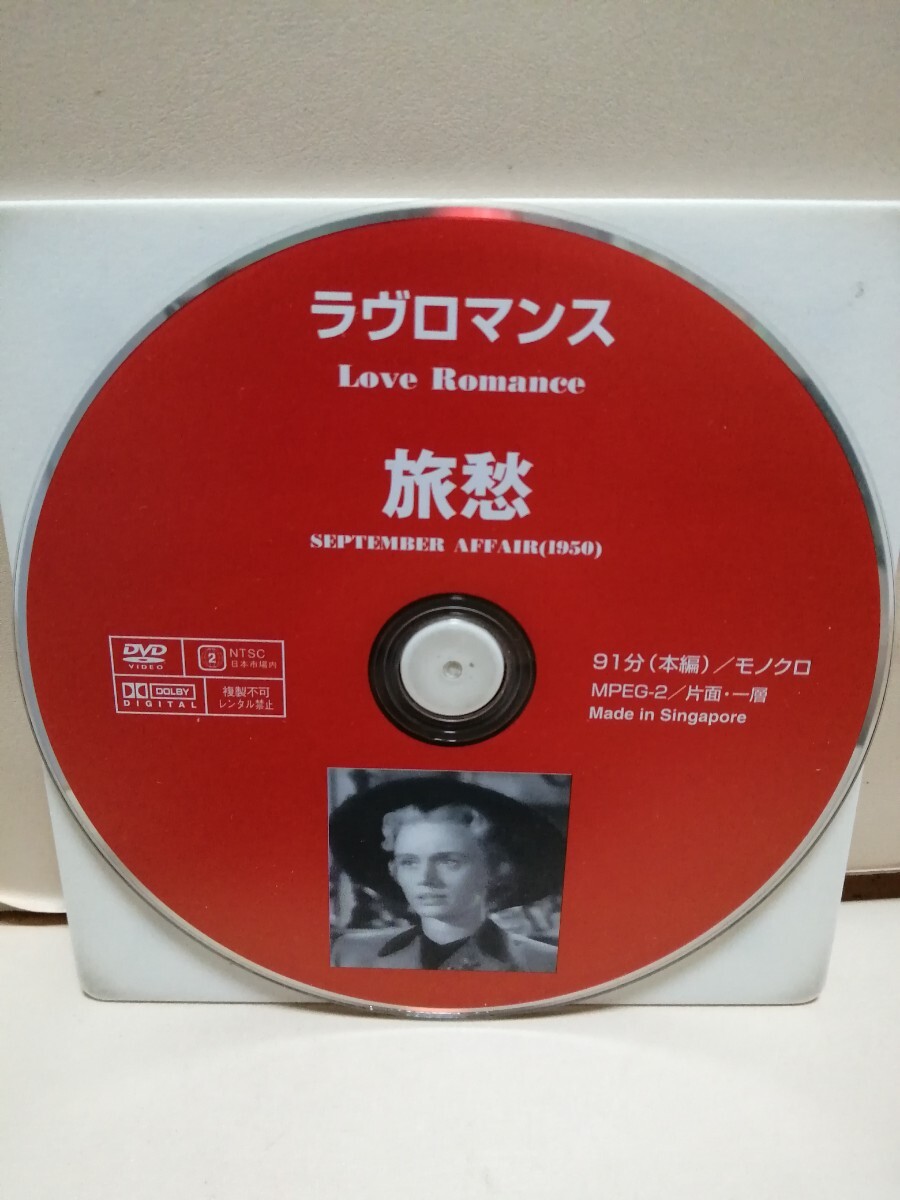 ラヴロマンス
Love Romance
旅愁
SEPTEMBER AFFAIR(1950)
DVD
VIDEO
2
NTSC
日本市場内
DOLBY
DIGITAL
複製不可
レンタル禁止
91分(本編)／モノクロ
MPEG-2／片面・一層
Made in Singapore